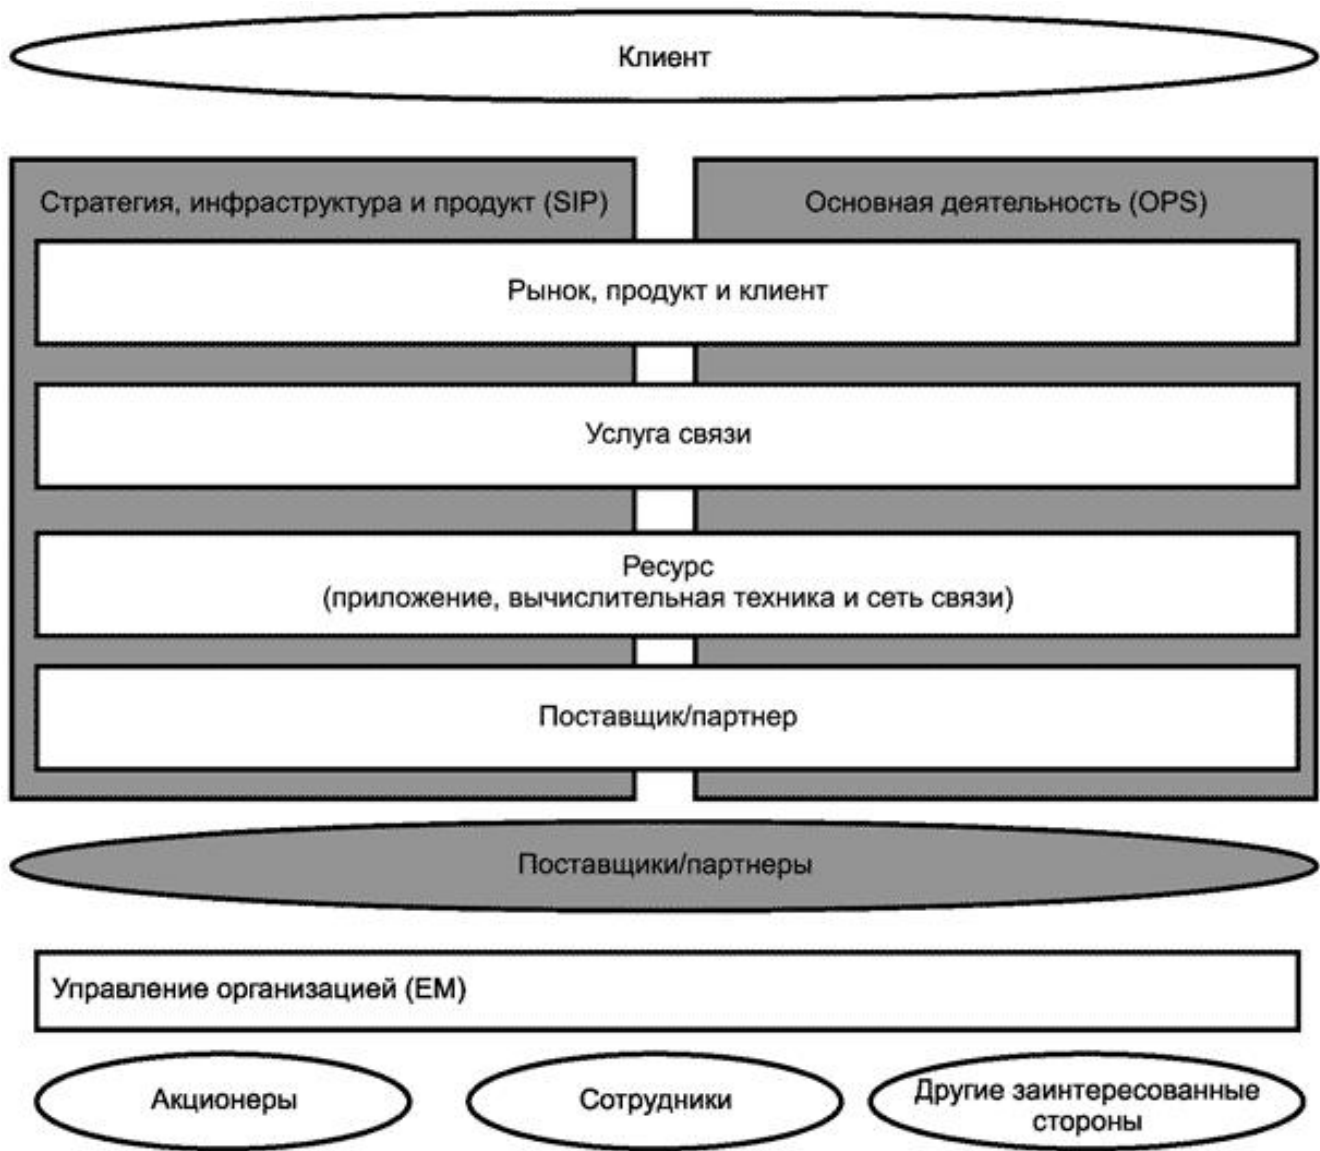 Клиент
Стратегия, инфраструктура и продукт (SIP)
Основная деятельность (OPS)
Рынок, продукт и клиент
Услуга связи
Ресурс
(приложение, вычислительная техника и сеть связи)
Поставщик/партнер
Поставщики/партнеры
Управление организацией (EM)
Акционеры
Сотрудники
Другие заинтересованные
стороны